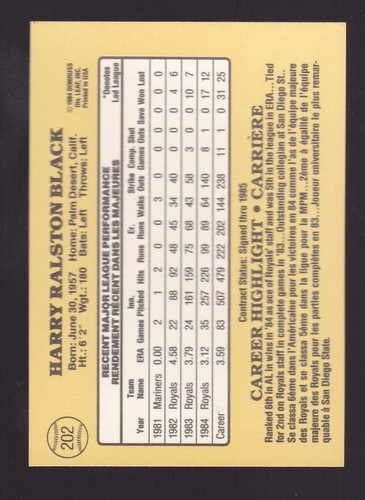 202
HARRY RALSTON BLACK
© 1984 DONRUSS
Div. LEAF, INC.
PRINTED IN USA
Born: June 30, 1957 Home: Palm Desert, Calif.
Ht.: 6'2 Wgt.: 180 Bats: Left Throws: Left
RECENT MAJOR LEAGUE PERFORMANCE
RENDEMENT RECENT DANS LES MAJEURES
*Denotes
Led League
Team Inn. Er. Strike Comp. Shut
Year Name ERA Games Pitched Hits Runs Runs Walks Outs Games Outs Save Won Lost
1981 Mariners 0.00 2 1 2 0 0 3 0 0 0 0 0 0
1982 Royals 4.58 22 88 92 48 45 34 40 0 0 0 4 6
1983 Royals 3.79 24 161 159 75 68 43 58 3 0 0 10 7
1984 Royals 3.12 35 257 226 99 89 64 140 8 1 0 17 12
Career 3.59 83 507 479 222 202 144 238 11 1 0 31 25
Contract Status: Signed thru 1985
CAREER HIGHLIGHT • CARRIÈRE
Ranked 6th in AL in wins in '84 as ace of Royals' staff and was 5th in the league in ERA...Tied
for 2nd on Royals staff in complete games in '83...Outstanding collegian at San Diego St..
Se classa 6ème dans l'Américaine pour les victoires en 84 comme l'as de l'équipe majeure
des Royals et se classa 5ème dans la ligue pour la MPM...2ème à égalité de l'équipe
majeure des Royals pour les parties complètes en 83...Joueur universitaire le plus remar-
quable à San Diego State.